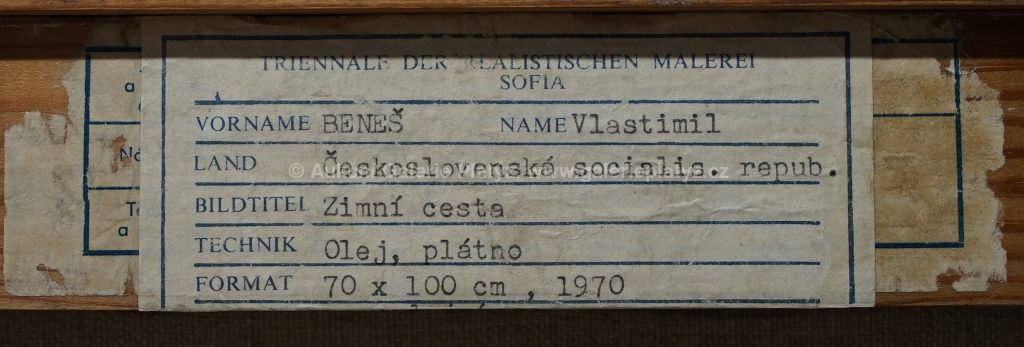 TRIENNALE DER REALISTISCHEN MALEREI
SOFIA
VORNAME BENEŠ NAME Vlastimil
LAND Československá socialis. repub.
BILDTITEL Zimní cesta
TECHNIK Olej, plátno
FORMAT 70 x 100 cm , 1970
a
a